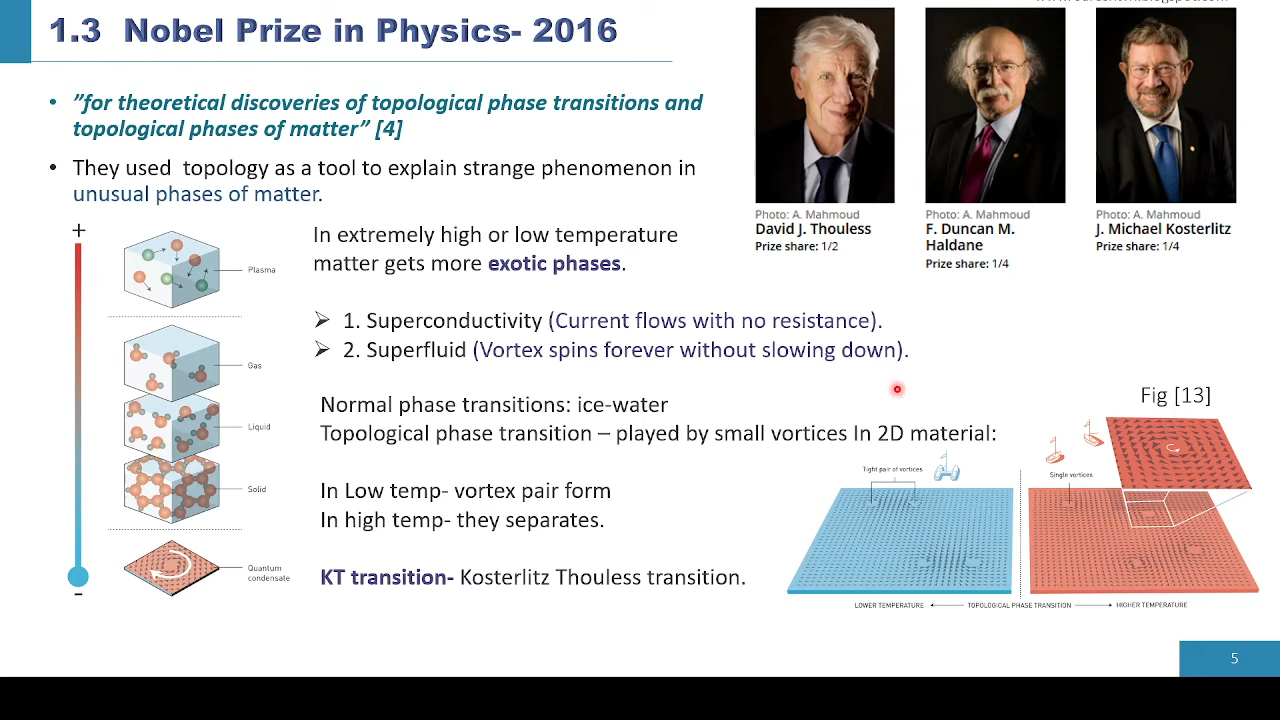 1.3 Nobel Prize in Physics- 2016
• ”for theoretical discoveries of topological phase transitions and
topological phases of matter” [4]
• They used topology as a tool to explain strange phenomenon in
unusual phases of matter.
Photo: A. Mahmoud
David J. Thouless
Prize share: 1/2
Photo: A. Mahmoud
F. Duncan M.
Haldane
Prize share: 1/4
Photo: A. Mahmoud
J. Michael Kosterlitz
Prize share: 1/4
+
Plasma
Gas
Liquid
Solid
Quantum
condensate
-
In extremely high or low temperature
matter gets more exotic phases.
➢ 1. Superconductivity (Current flows with no resistance).
➢ 2. Superfluid (Vortex spins forever without slowing down).
Normal phase transitions: ice-water
Topological phase transition – played by small vortices In 2D material:
In Low temp- vortex pair form
In high temp- they separates.
KT transition- Kosterlitz Thouless transition.
Fig [13]
Tight pair of vortices
Single vortices
LOWER TEMPERATURE ← TOPOLOGICAL PHASE TRANSITION → HIGHER TEMPERATURE
5